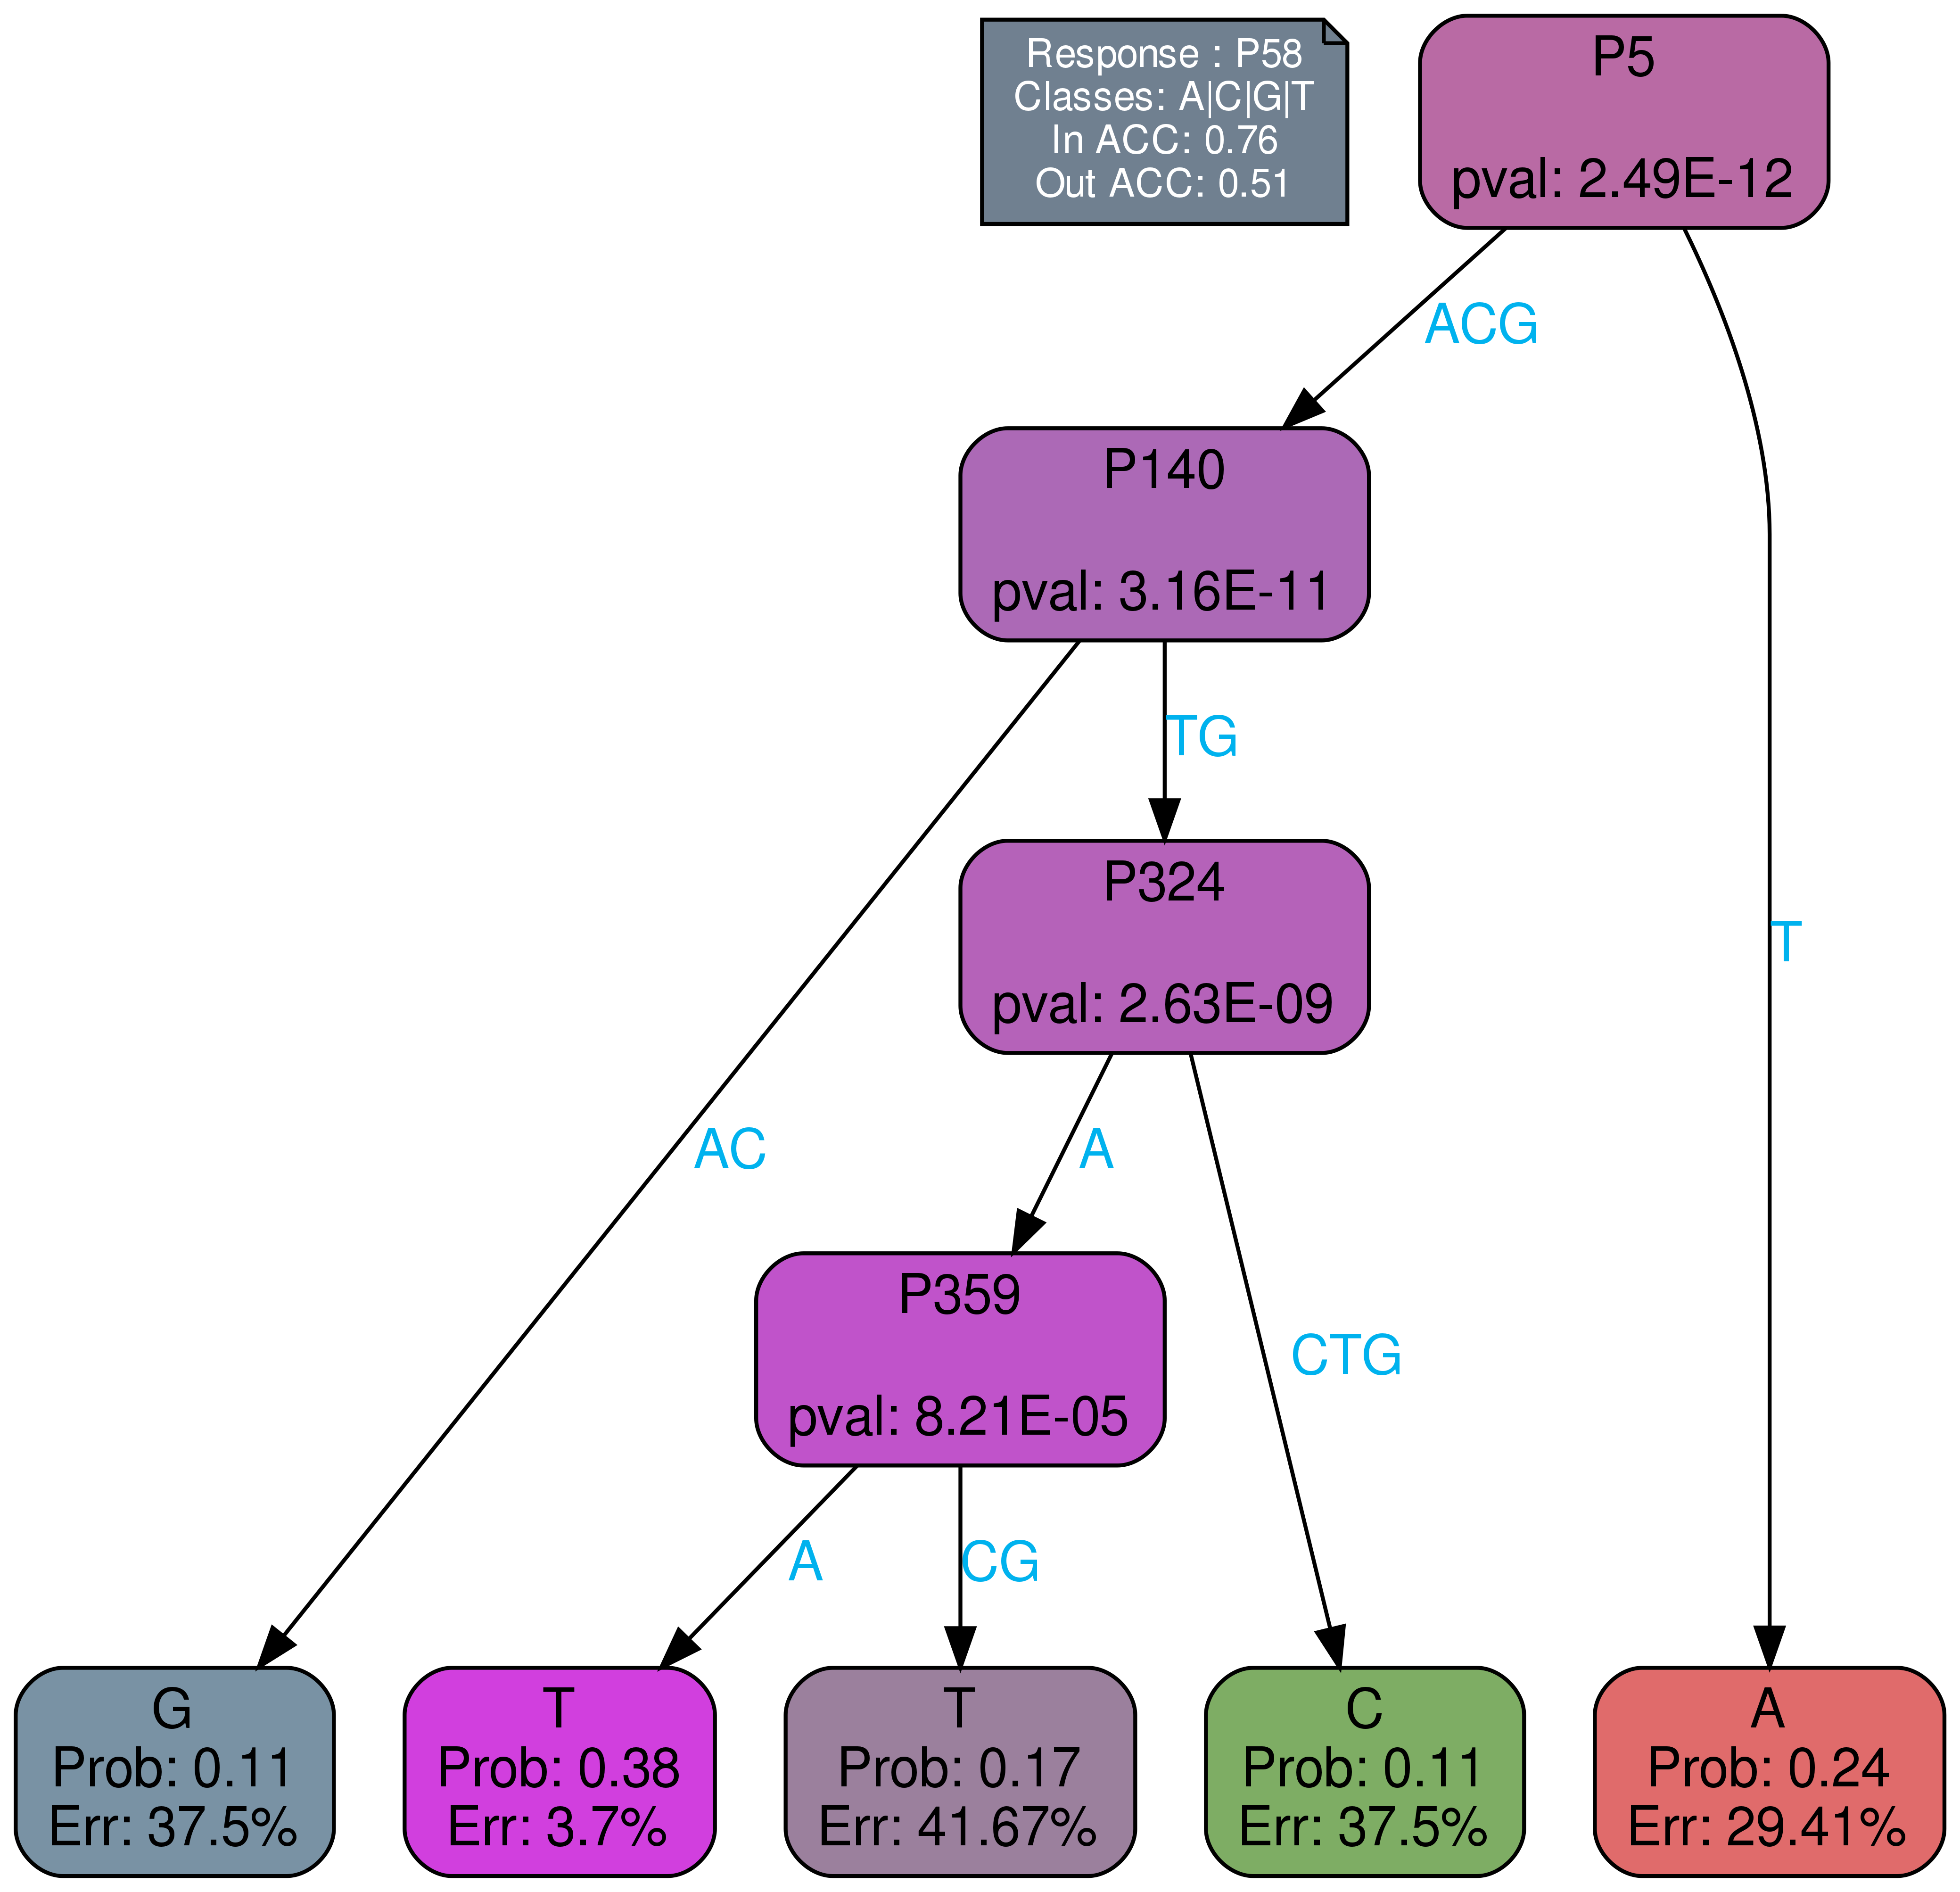 Response : P58
Classes: A|C|G|T
In ACC: 0.76
Out ACC: 0.51
P5
pval: 2.49E-12
ACG
P140
pval: 3.16E-11
TG
T
P324
pval: 2.63E-09
AC
A
P359
pval: 8.21E-05
CTG
A
CG
G
Prob: 0.11
Err: 37.5%
T
Prob: 0.38
Err: 3.7%
T
Prob: 0.17
Err: 41.67%
C
Prob: 0.11
Err: 37.5%
A
Prob: 0.24
Err: 29.41%